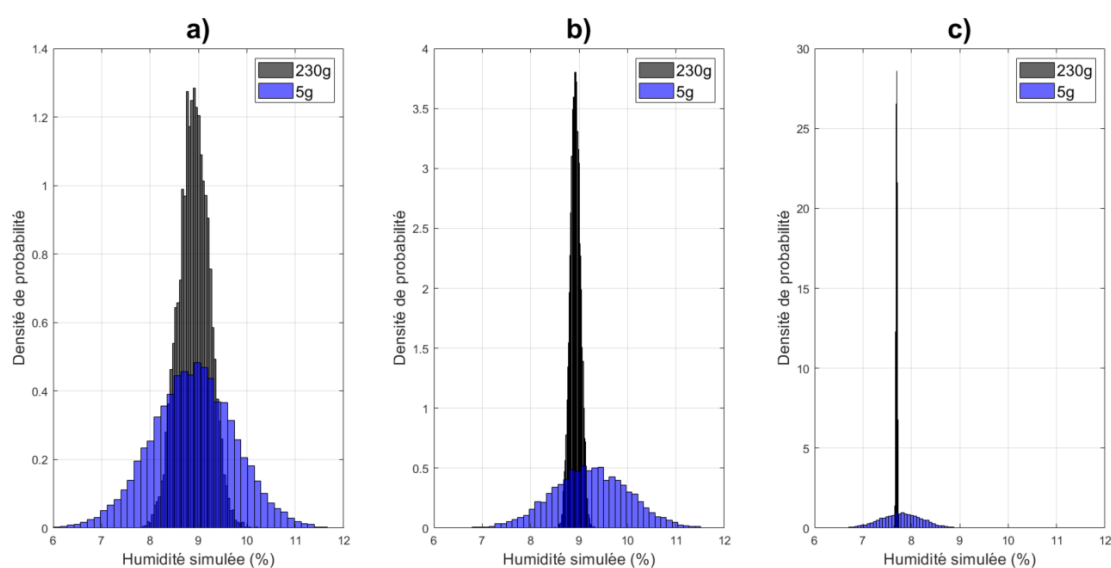 a)
1.4
1.2
1
0.8
0.6
0.4
0.2
0
6 7 8 9 10 11 12
Densité de probabilité
Humidité simulée (%)
230g
5g
b)
4
3.5
3
2.5
2
1.5
1
0.5
0
6 7 8 9 10 11 12
Densité de probabilité
Humidité simulée (%)
230g
5g
c)
30
25
20
15
10
5
0
6 7 8 9 10 11 12
Densité de probabilité
Humidité simulée (%)
230g
5g